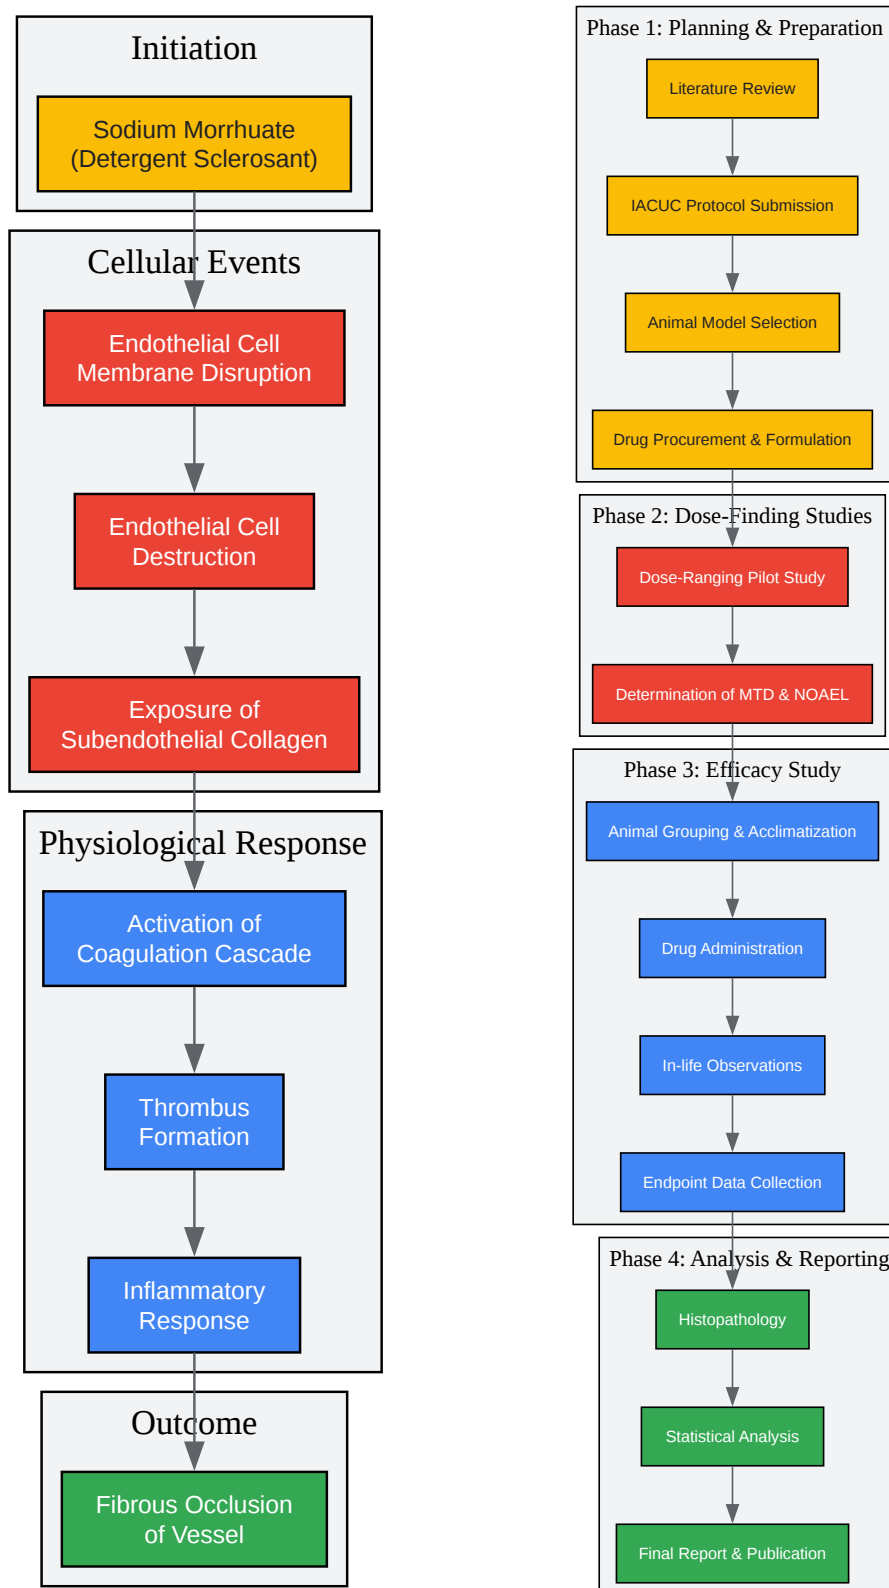 Initiation
Sodium Morrhuate
(Detergent Sclerosant)
Cellular Events
Endothelial Cell
Membrane Disruption
Endothelial Cell
Destruction
Exposure of
Subendothelial Collagen
Physiological Response
Activation of
Coagulation Cascade
Thrombus
Formation
Inflammatory
Response
Outcome
Fibrous Occlusion
of Vessel
Phase 1: Planning & Preparation
Literature Review
IACUC Protocol Submission
Animal Model Selection
Drug Procurement & Formulation
Phase 2: Dose-Finding Studies
Dose-Ranging Pilot Study
Determination of MTD & NOAEL
Phase 3: Efficacy Study
Animal Grouping & Acclimatization
Drug Administration
In-life Observations
Endpoint Data Collection
Phase 4: Analysis & Reporting
Histopathology
Statistical Analysis
Final Report & Publication